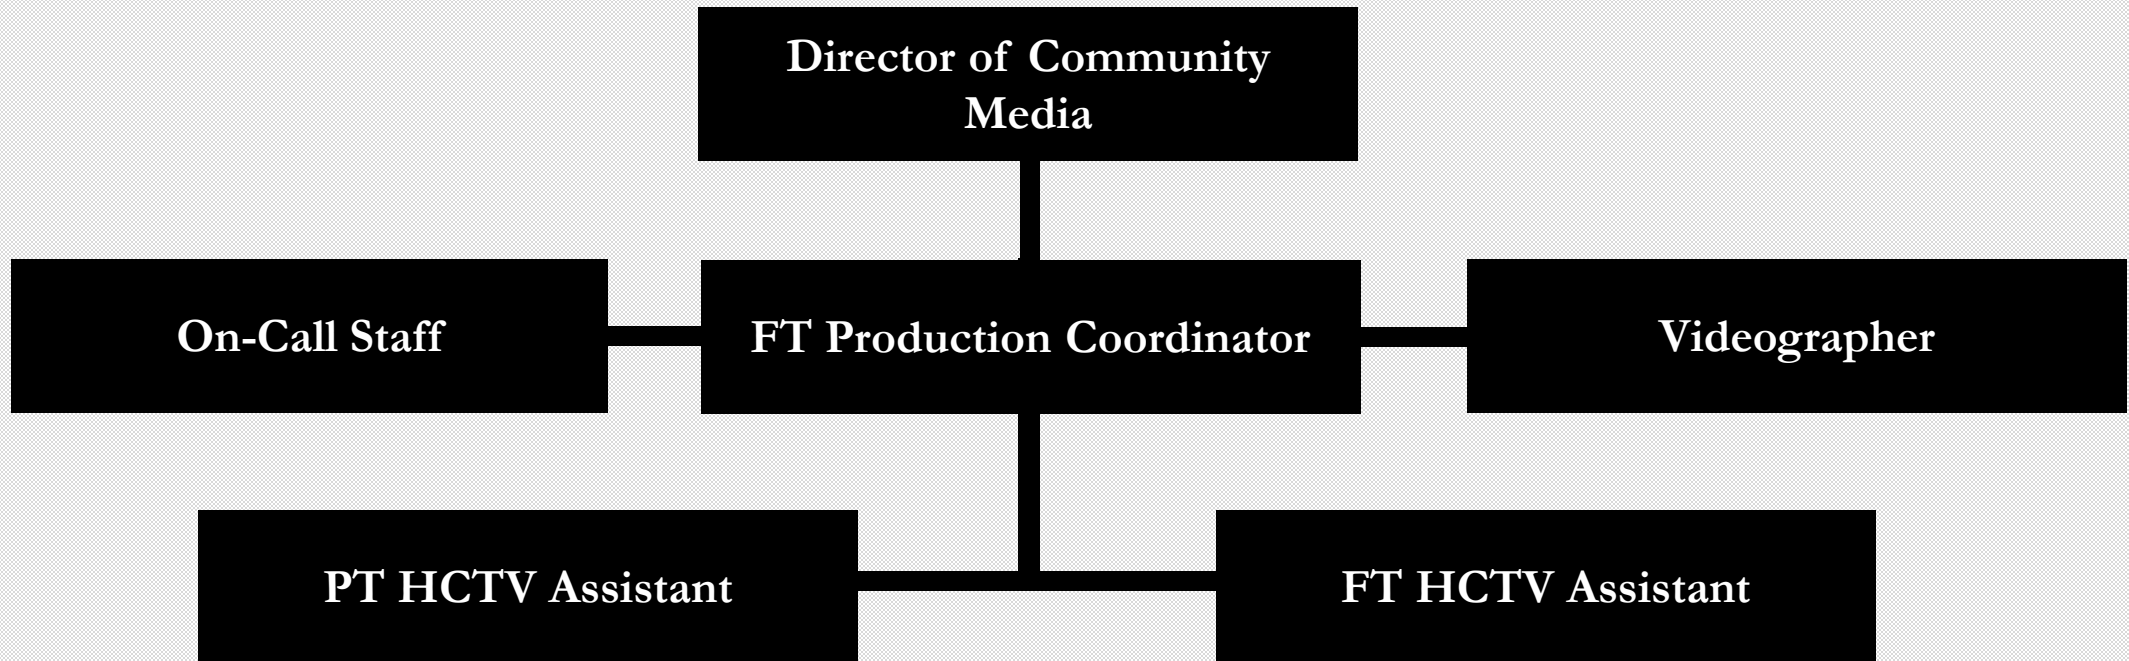 Director of Community
Media
On-Call Staff
FT Production Coordinator
Videographer
PT HCTV Assistant
FT HCTV Assistant